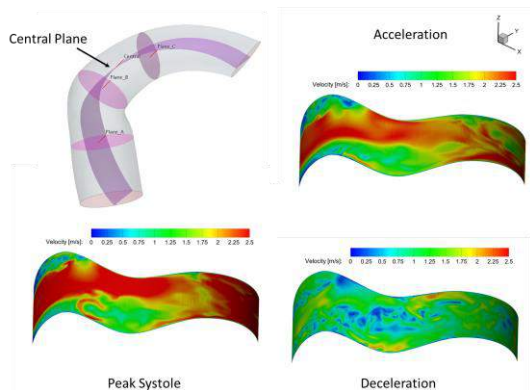 Central Plane
Central
Plane_C
Plane_B
Plane_A
Acceleration
Z
Y
X
Velocity [m/s]
0 0.25 0.5 0.75 1 1.25 1.5 1.75 2 2.25 2.5
Velocity [m/s]
0 0.25 0.5 0.75 1 1.25 1.5 1.75 2 2.25 2.5
Peak Systole
Velocity [m/s]
0 0.25 0.5 0.75 1 1.25 1.5 1.75 2 2.25 2.5
Deceleration